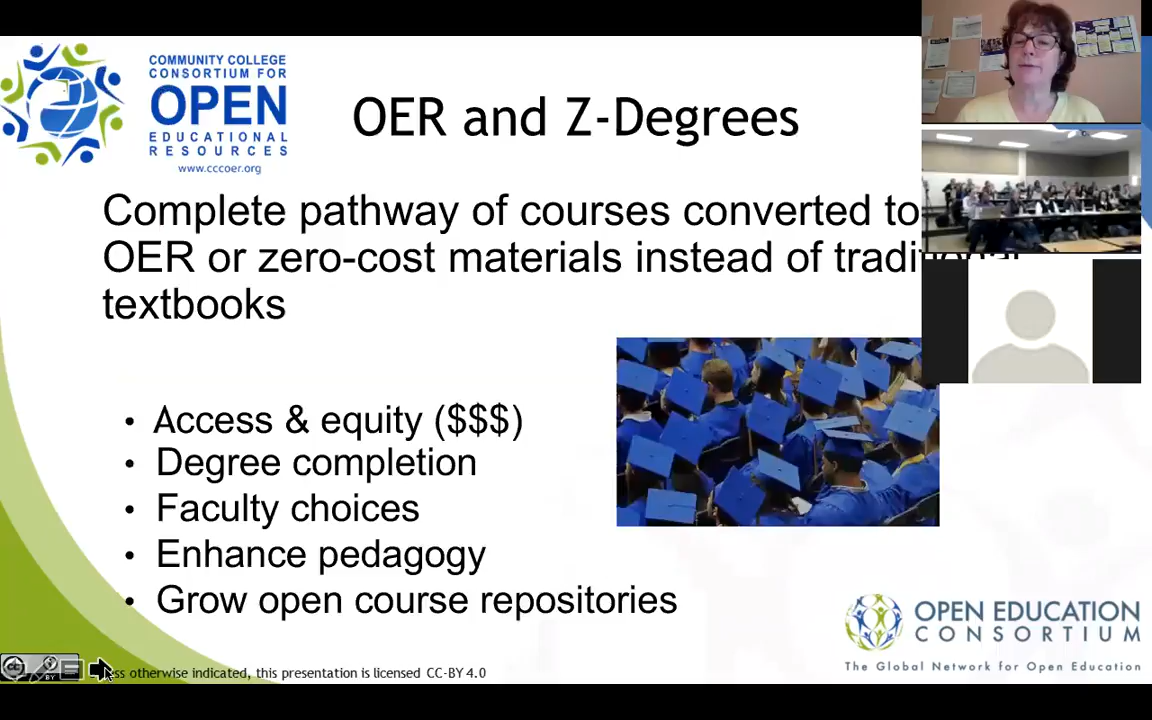 COMMUNITY COLLEGE
CONSORTIUM FOR
OPEN
EDUCATIONAL
RESOURCES
www.cccoer.org
OER and Z-Degrees
Complete pathway of courses converted to
OER or zero-cost materials instead of traditional
textbooks
• Access & equity ($$$)
• Degree completion
• Faculty choices
• Enhance pedagogy
• Grow open course repositories
OPEN EDUCATION
CONSORTIUM
The Global Network for Open Education
cc BY
ss otherwise indicated, this presentation is licensed CC-BY 4.0